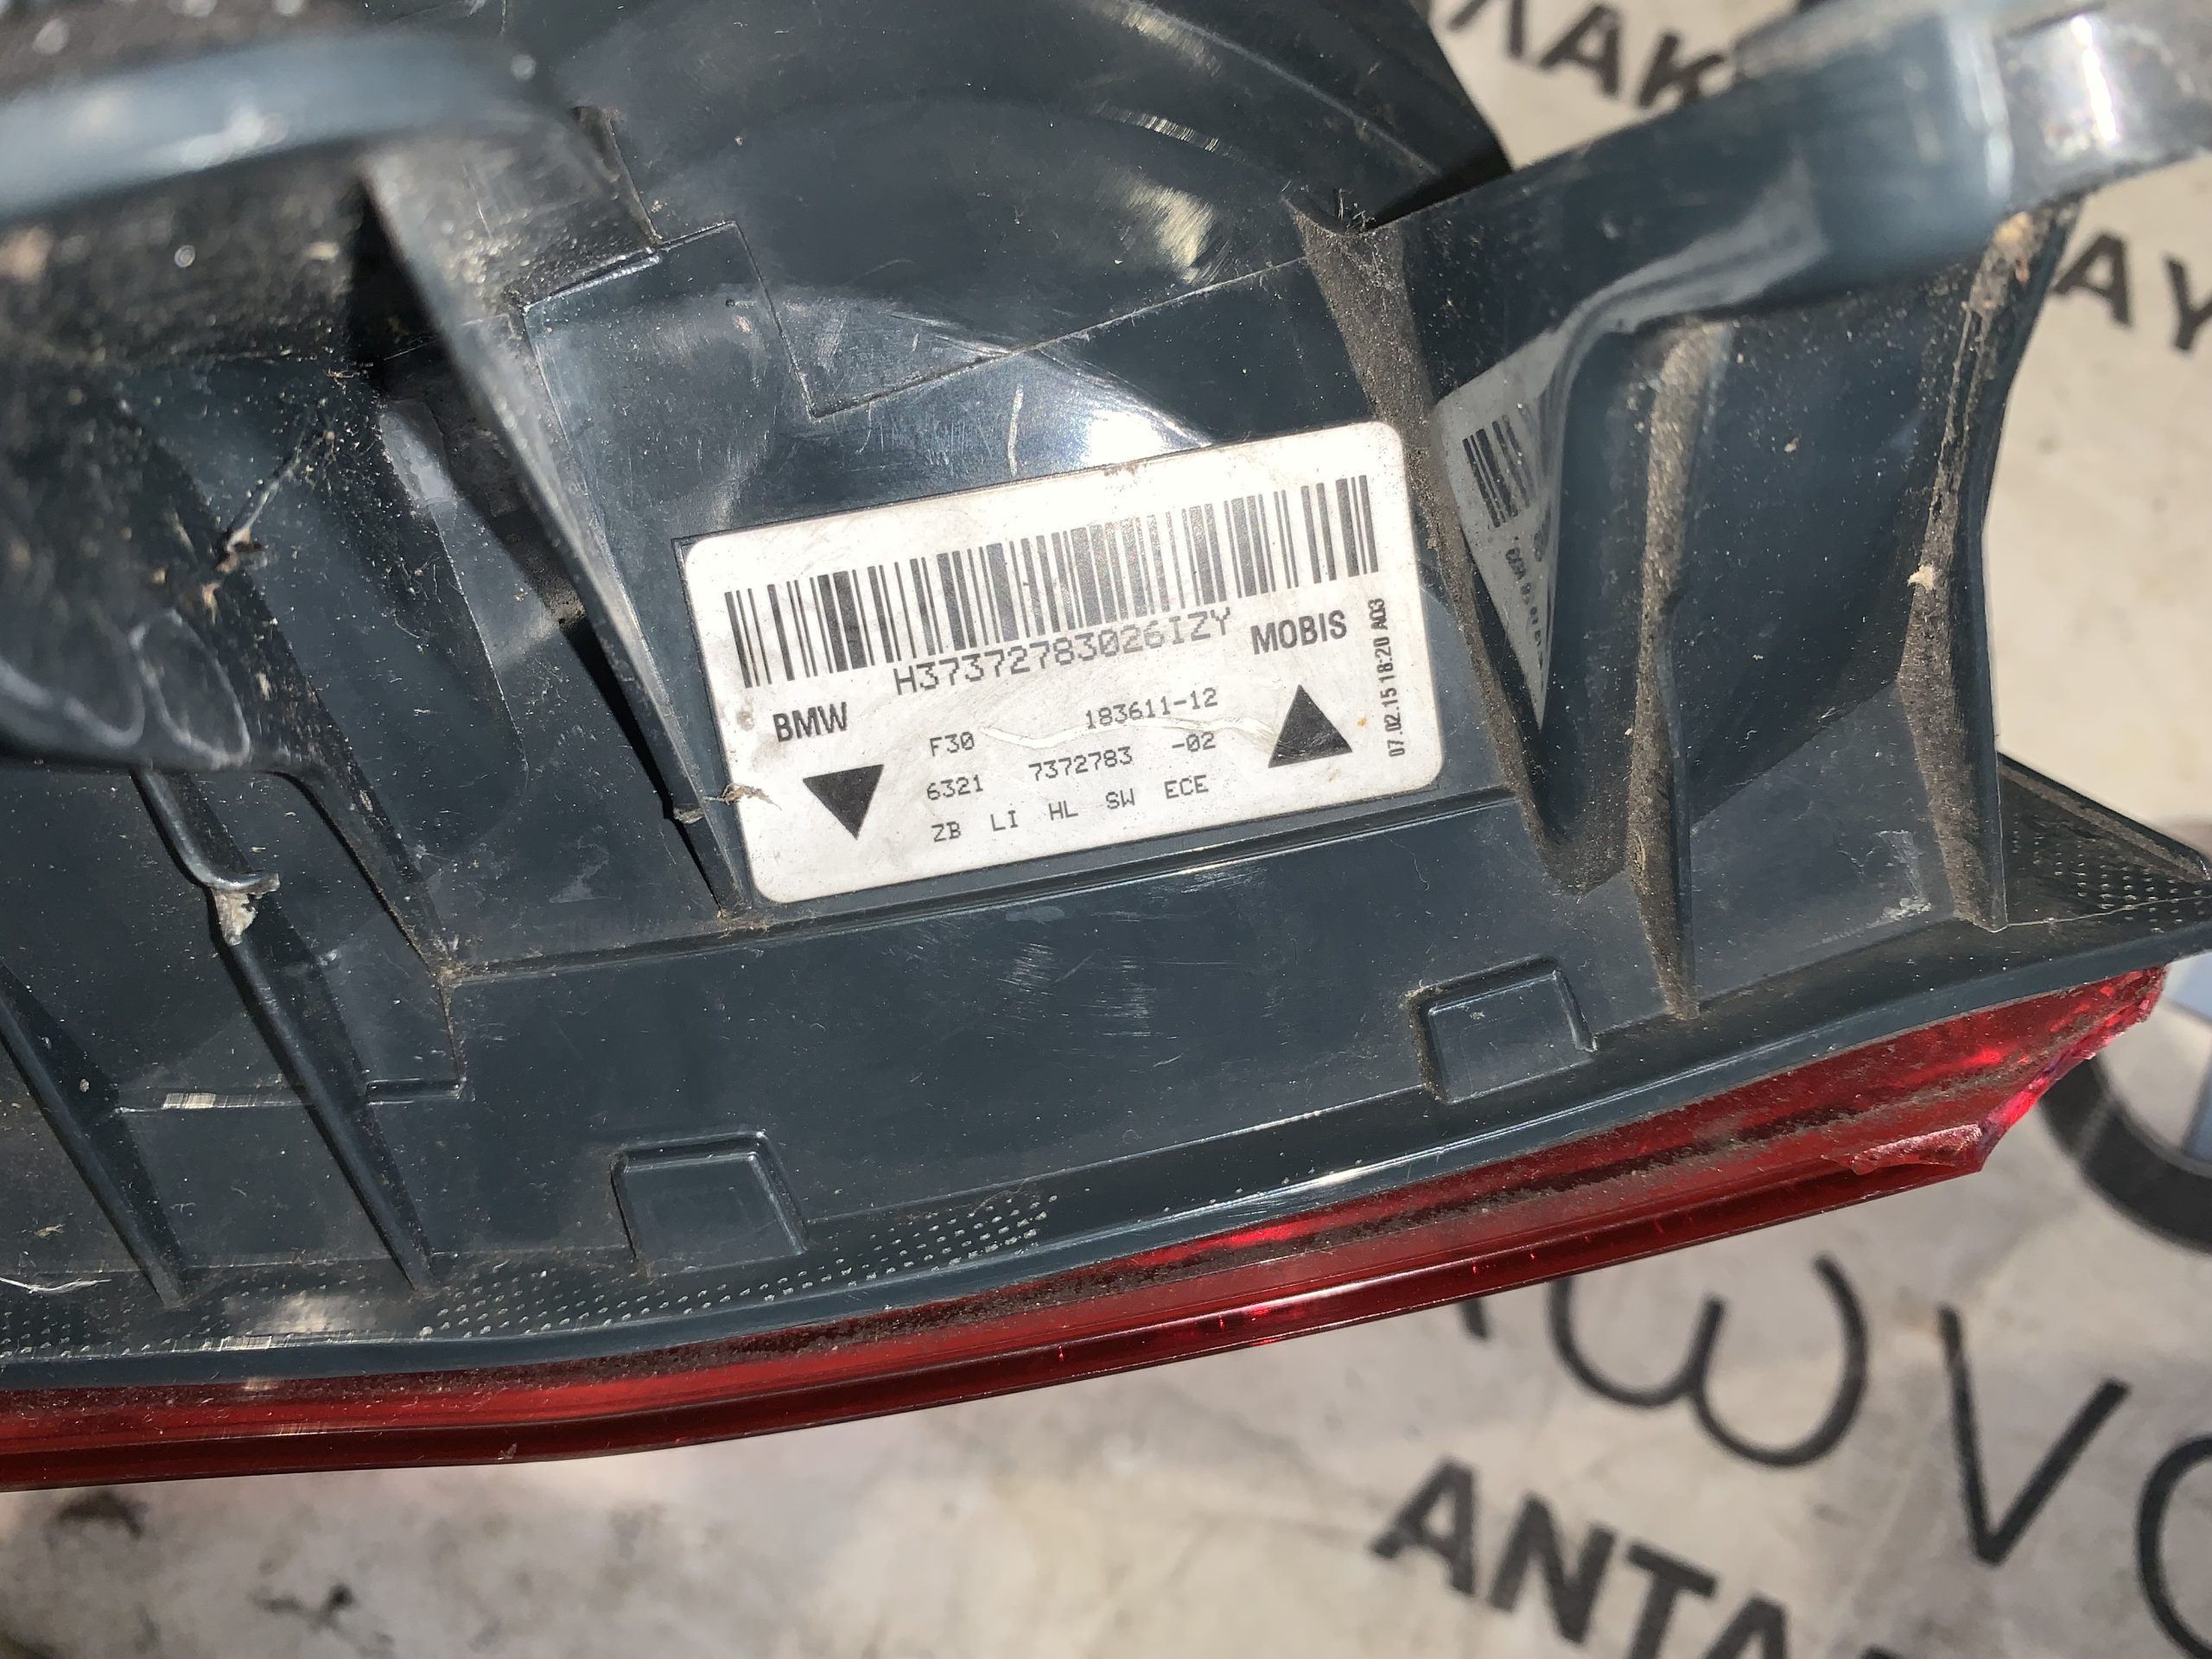 ΑΝΤΑ
H37372783026IZY
BMW
MOBIS
F30 183611-12
6321 7372783 -02
ZB LI HL SW ECE
07.02.15 18:20 A03